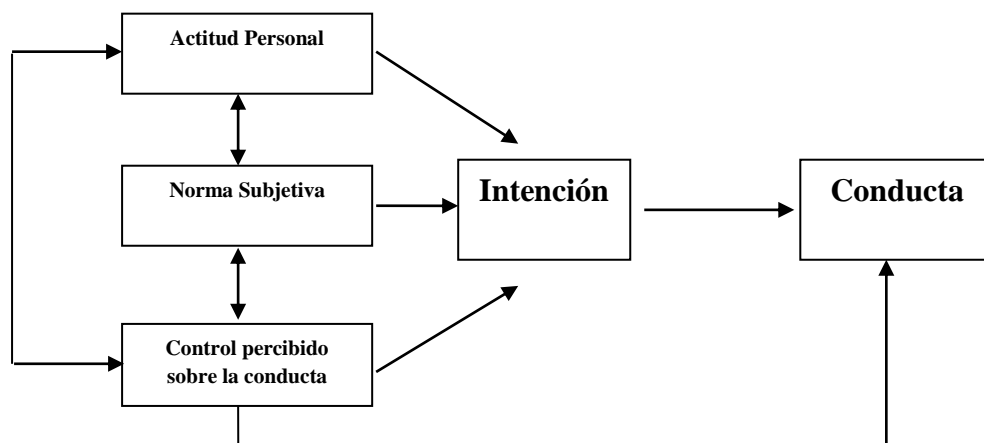 Actitud Personal
Norma Subjetiva
Intención
Conducta
Control percibido
sobre la conducta